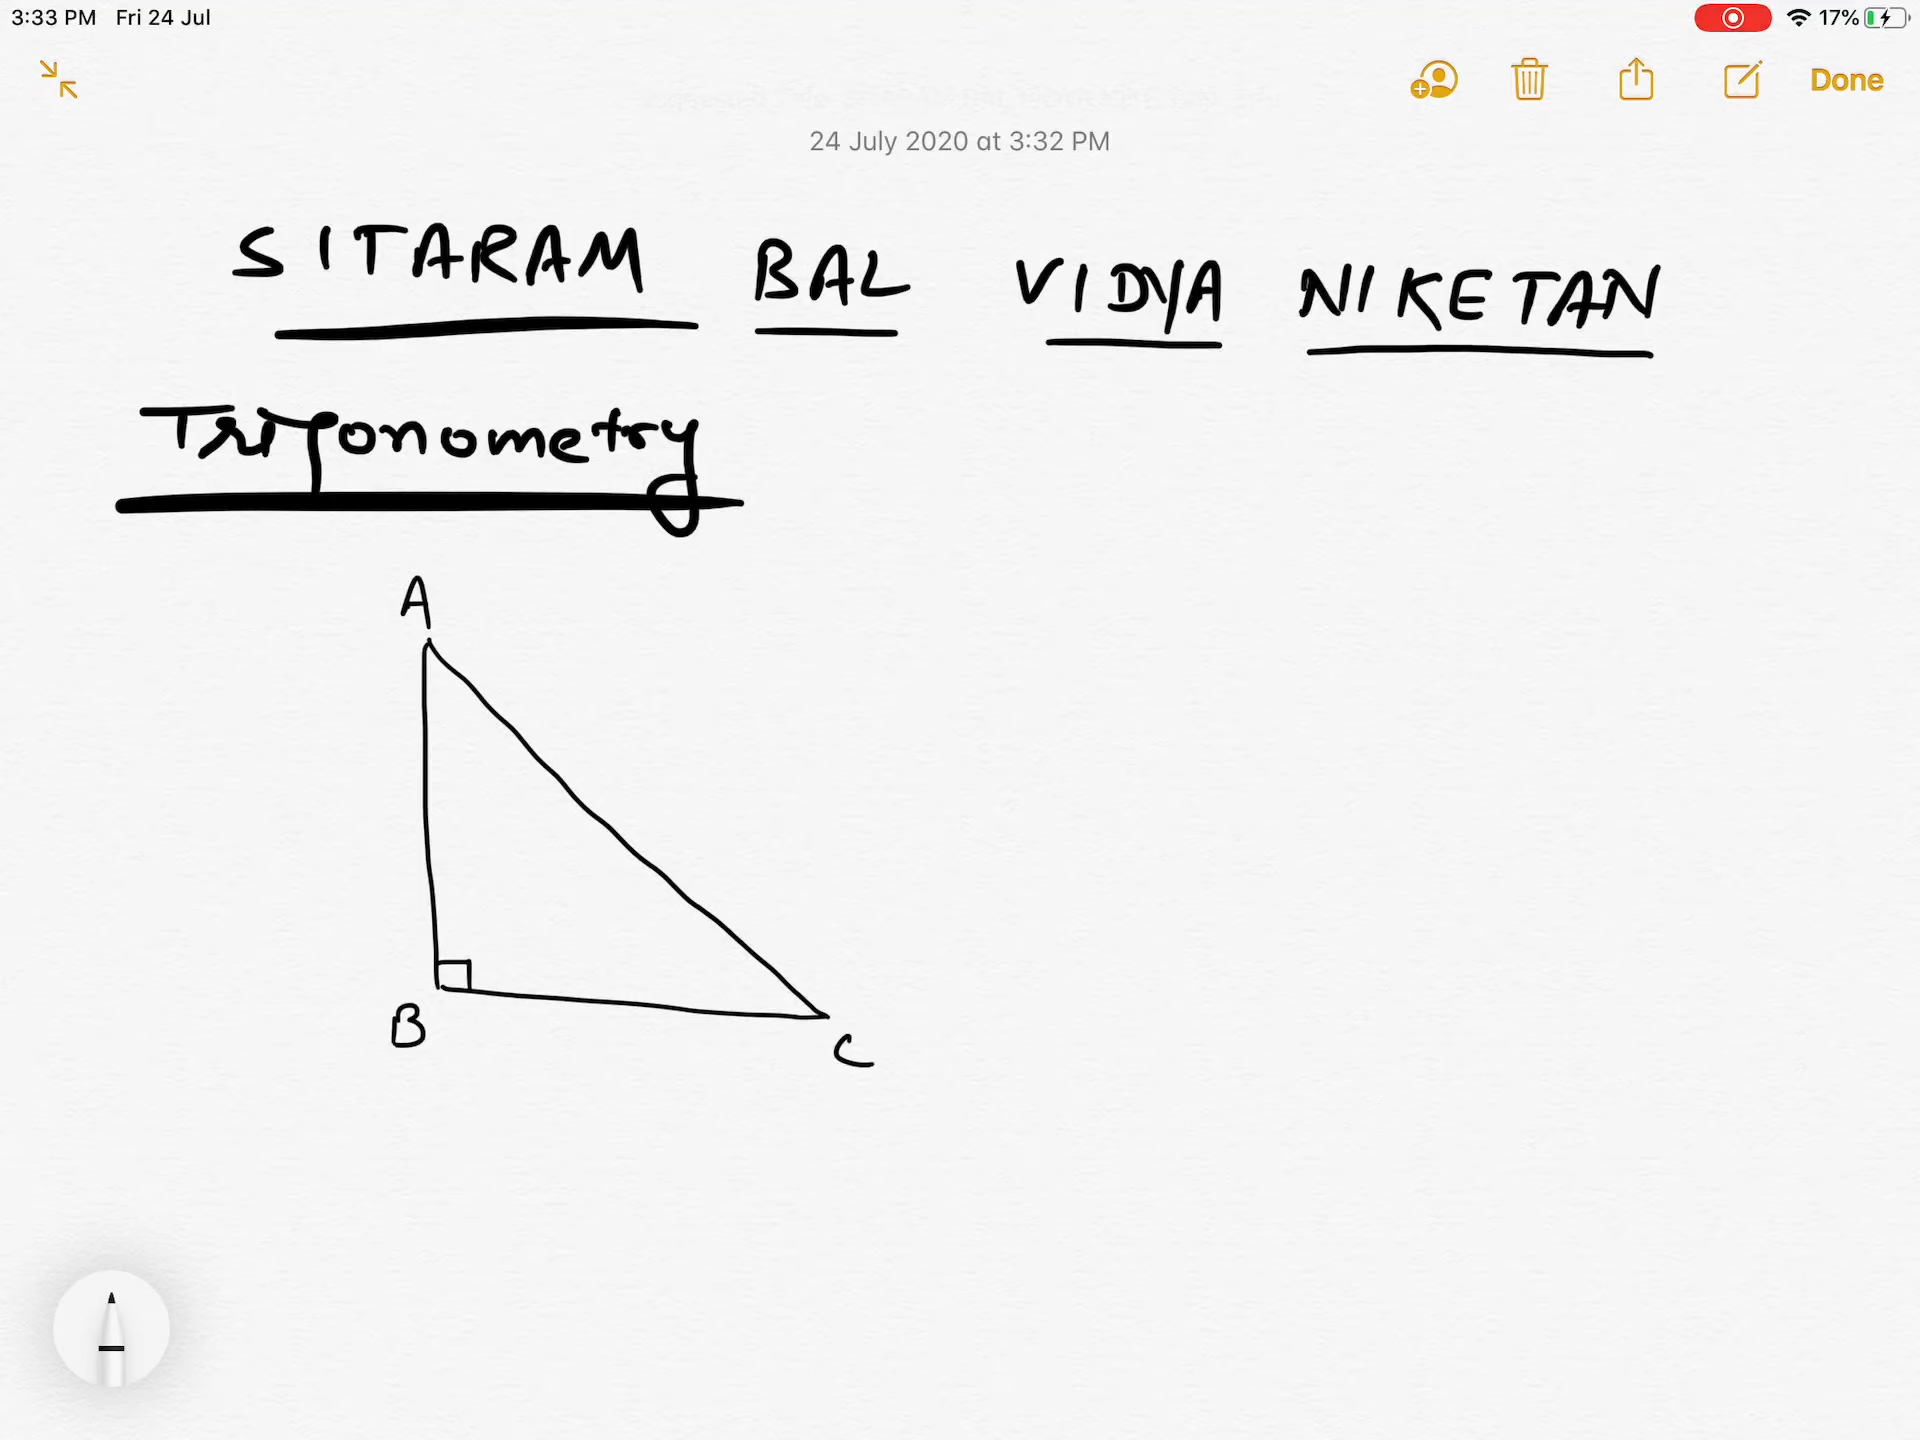 3:33 PM Fri 24 Jul 17%
Done
24 July 2020 at 3:32 PM
SITARAM BAL VIDYA NIKETAN
Trigonometry
A
B
C